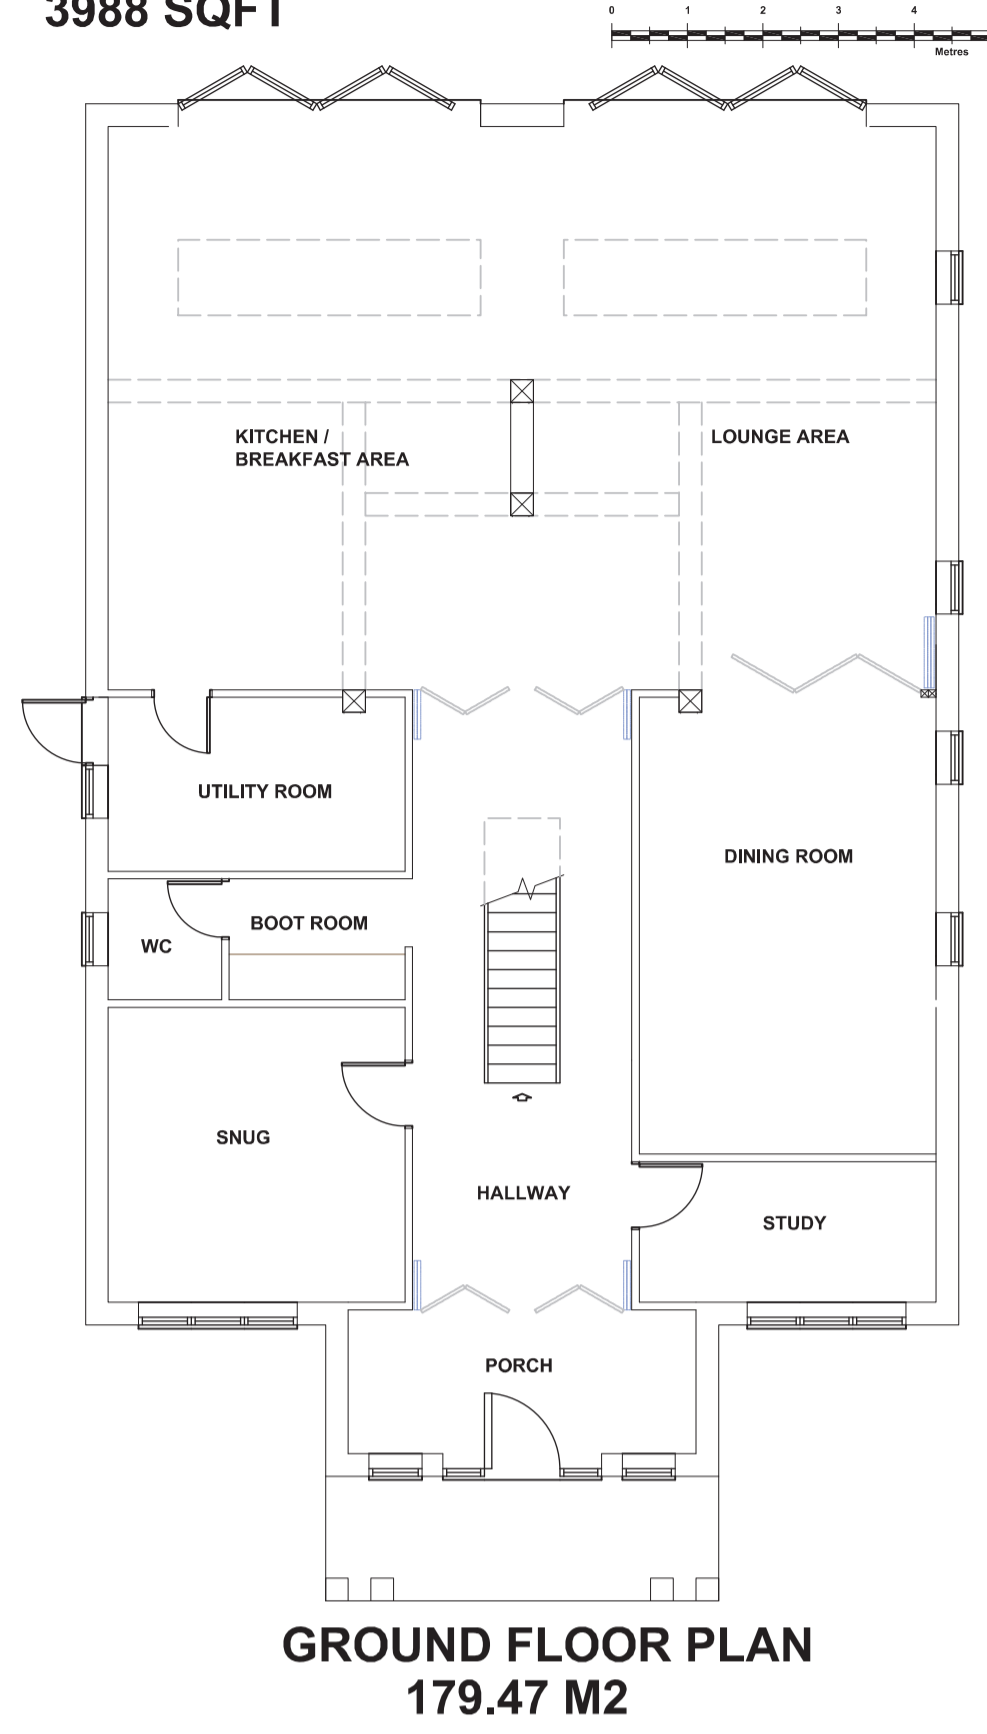 3988 SQFT
0 1 2 3 4
Metres
KITCHEN /
BREAKFAST AREA
LOUNGE AREA
UTILITY ROOM
DINING ROOM
BOOT ROOM
WC
SNUG
HALLWAY
STUDY
PORCH
GROUND FLOOR PLAN
179.47 M2